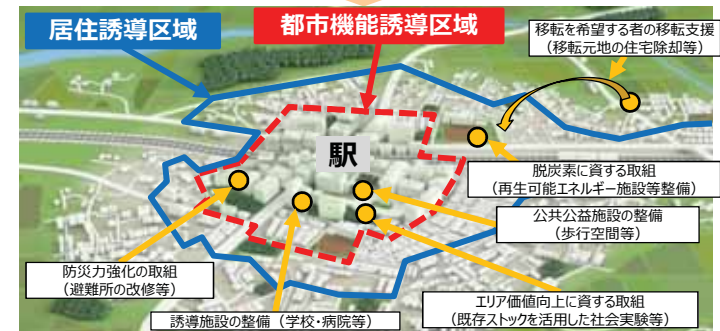 居住誘導区域
都市機能誘導区域
移転を希望する者の移転支援
（移転元地の住宅除却等）
駅
脱炭素に資する取組
（再生可能エネルギー施設等整備）
公共公益施設の整備
（歩行空間等）
防災力強化の取組
（避難所の改修等）
誘導施設の整備（学校・病院等）
エリア価値向上に資する取組
（既存ストックを活用した社会実験等）